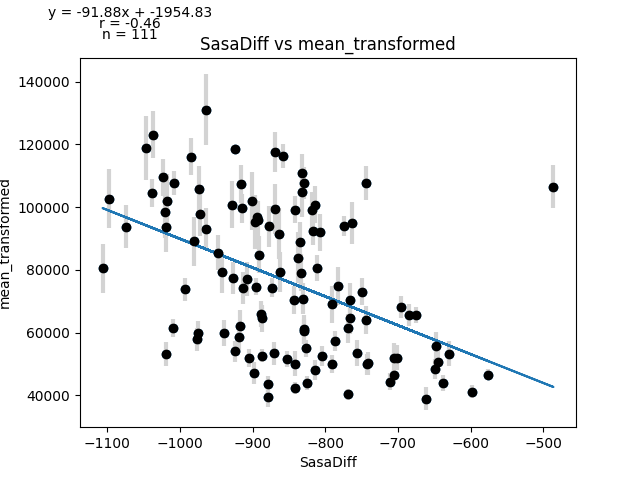 y = -91.88x + -1954.83
r = -0.46
n = 111
SasaDiff vs mean_transformed
140000
120000
100000
80000
60000
40000
mean_transformed
−1100 −1000 −900 −800 −700 −600 −500
SasaDiff